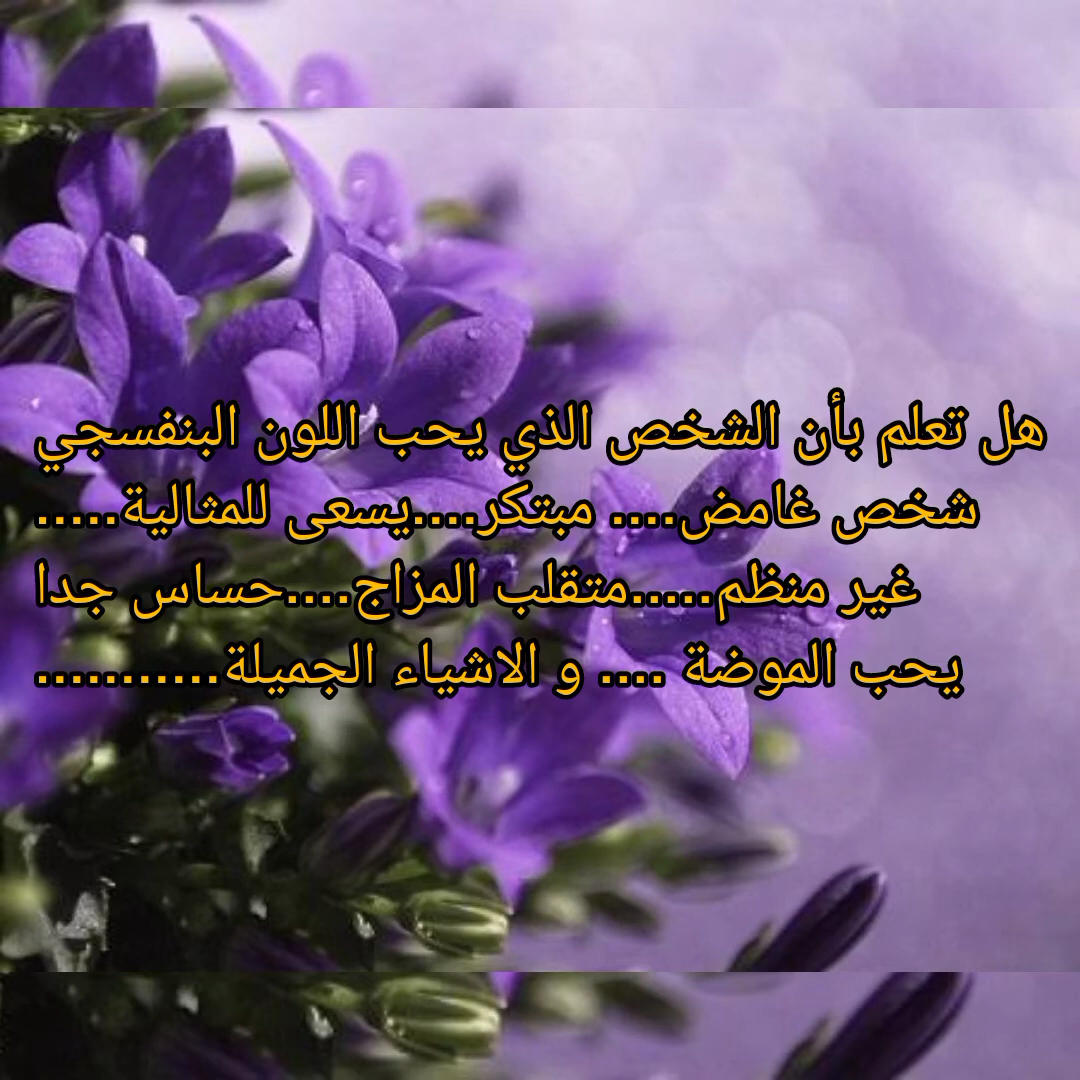 هل تعلم بأن الشخص الذي يحب اللون البنفسجي
شخص غامض.... مبتكر....يسعى للمثالية.....
غير منظم.....متقلب المزاج....حساس جدا
يحب الموضة .... و الاشياء الجميلة...........